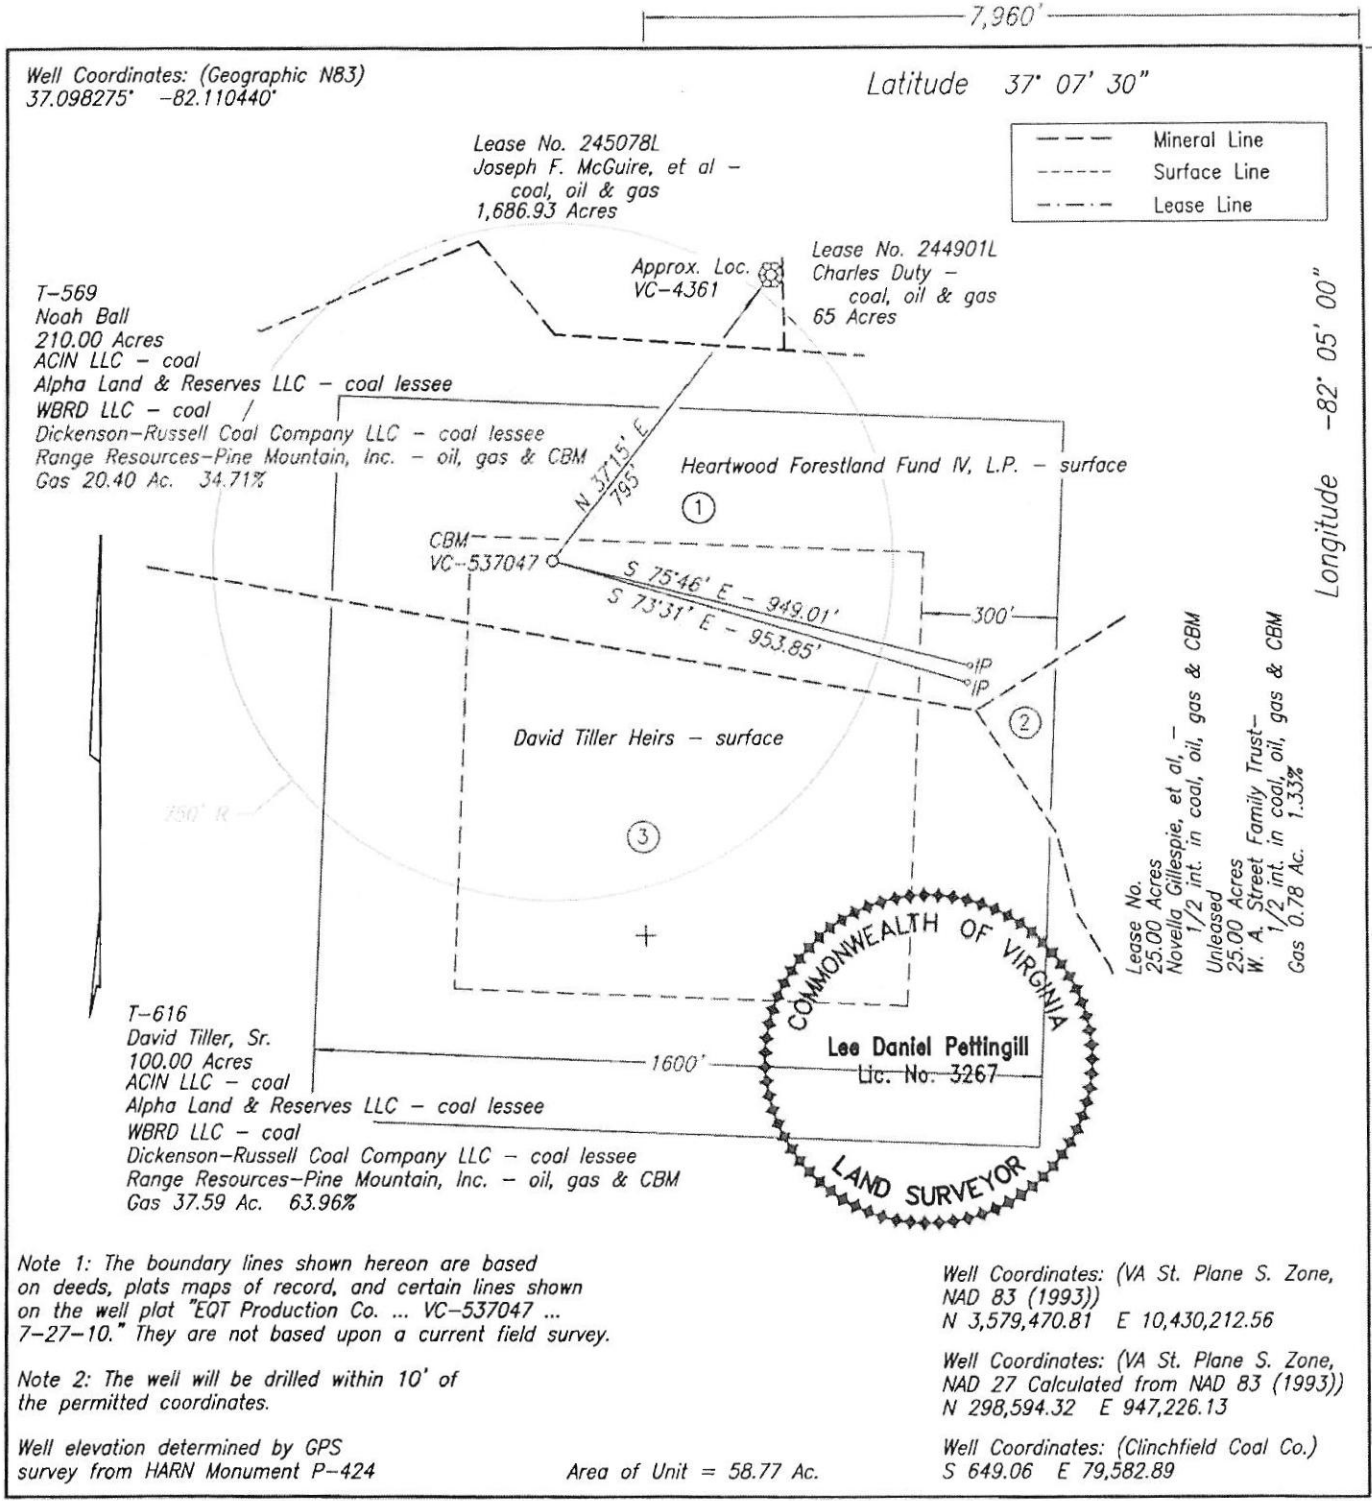 7,960'
Well Coordinates: (Geographic N83)
37.098275° -82.110440°
Latitude 37° 07' 30"
Mineral Line
Surface Line
Lease Line
Lease No. 245078L
Joseph F. McGuire, et al -
coal, oil & gas
1,686.93 Acres
Approx. Loc.
VC-4361
Lease No. 244901L
Charles Duty -
coal, oil & gas
65 Acres
Longitude -82° 05' 00"
T-569
Noah Ball
210.00 Acres
ACIN LLC - coal
Alpha Land & Reserves LLC - coal lessee
WBRD LLC - coal
Dickenson-Russell Coal Company LLC - coal lessee
Range Resources-Pine Mountain, Inc. - oil, gas & CBM
Gas 20.40 Ac. 34.71%
N 37°15' E
795'
Heartwood Forestland Fund IV, L.P. - surface
1
CBM
VC-537047
S 75°46' E - 949.01'
S 73°31' E - 953.85'
300'
IP
IP
2
David Tiller Heirs - surface
750' R
3
Lease No.
25.00 Acres
Novella Gillespie, et al, -
1/2 int. in coal, oil, gas & CBM
Unleased
25.00 Acres
W. A. Street Family Trust-
1/2 int. in coal, oil, gas & CBM
Gas 0.78 Ac. 1.33%
COMMONWEALTH OF VIRGINIA
Lee Daniel Pettingill
Lic. No. 3267
LAND SURVEYOR
1600'
T-616
David Tiller, Sr.
100.00 Acres
ACIN LLC - coal
Alpha Land & Reserves LLC - coal lessee
WBRD LLC - coal
Dickenson-Russell Coal Company LLC - coal lessee
Range Resources-Pine Mountain, Inc. - oil, gas & CBM
Gas 37.59 Ac. 63.96%
Note 1: The boundary lines shown hereon are based
on deeds, plats maps of record, and certain lines shown
on the well plat "EQT Production Co. ... VC-537047 ...
7-27-10." They are not based upon a current field survey.
Note 2: The well will be drilled within 10' of
the permitted coordinates.
Well elevation determined by GPS
survey from HARN Monument P-424
Area of Unit = 58.77 Ac.
Well Coordinates: (VA St. Plane S. Zone,
NAD 83 (1993))
N 3,579,470.81 E 10,430,212.56
Well Coordinates: (VA St. Plane S. Zone,
NAD 27 Calculated from NAD 83 (1993))
N 298,594.32 E 947,226.13
Well Coordinates: (Clinchfield Coal Co.)
S 649.06 E 79,582.89